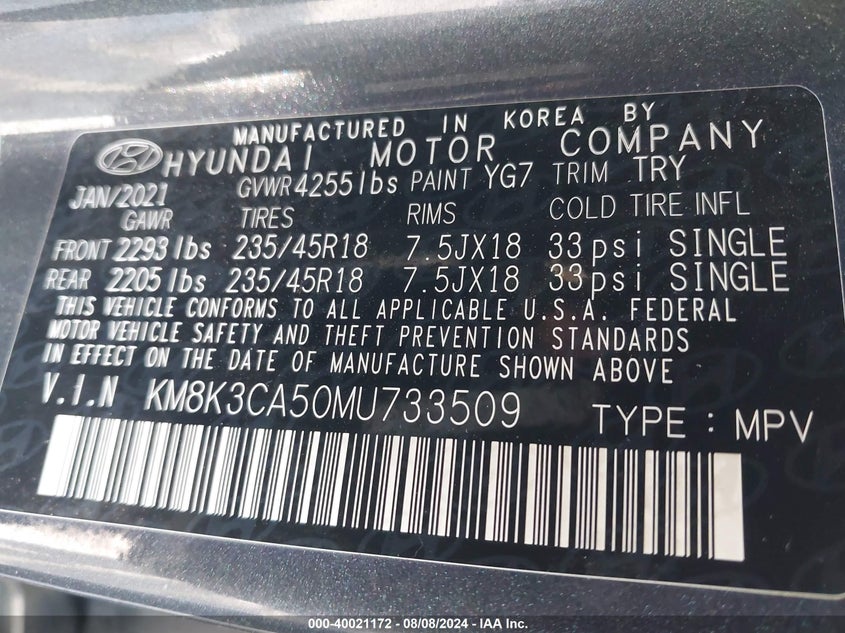 MANUFACTURED IN KOREA BY
HYUNDAI MOTOR COMPANY
JAN/2021 GVWR 4255lbs PAINT YG7 TRIM TRY
GAWR TIRES RIMS COLD TIRE INFL
FRONT 2293 lbs 235/45R18 7.5JX18 33psi SINGLE
REAR 2205 lbs 235/45R18 7.5JX18 33psi SINGLE
THIS VEHICLE CONFORMS TO ALL APPLICABLE U.S.A. FEDERAL
MOTOR VEHICLE SAFETY AND THEFT PREVENTION STANDARDS
IN EFFECT ON THE DATE OF MANUFACTURE SHOWN ABOVE
V.I.N KM8K3CA50MU733509 TYPE : MPV
000-40021172 - 08/08/2024 - IAA Inc.